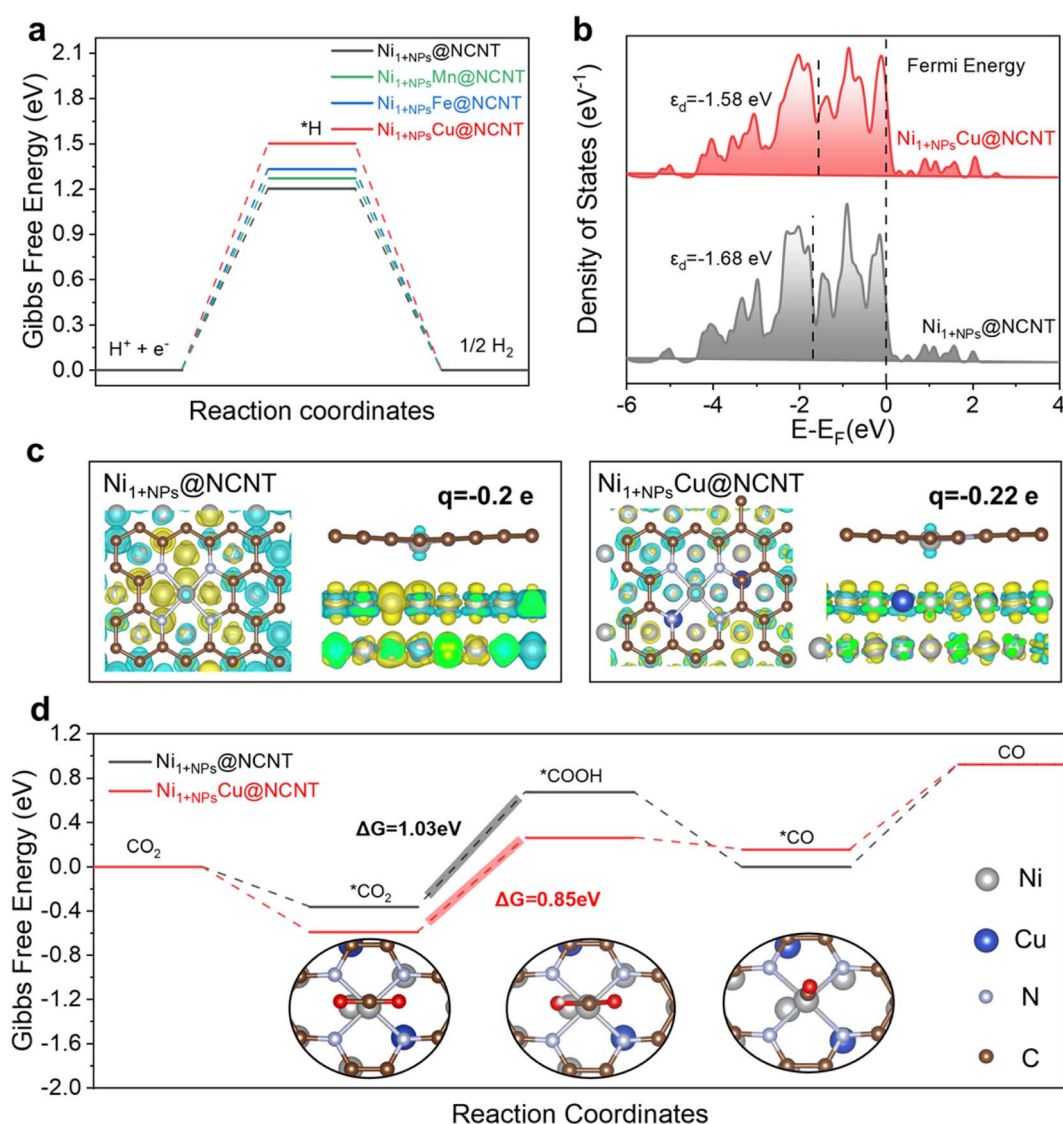 a
2.1
1.8
1.5
1.2
0.9
0.6
0.3
0.0
Gibbs Free Energy (eV)
Ni₁₊NPs@NCNT
Ni₁₊NPsMn@NCNT
Ni₁₊NPsFe@NCNT
Ni₁₊NPsCu@NCNT
*H
H⁺ + e⁻
1/2 H₂
Reaction coordinates
b
Density of States (eV⁻¹)
Fermi Energy
εd=-1.58 eV
Ni₁₊NPsCu@NCNT
εd=-1.68 eV
Ni₁₊NPs@NCNT
-6 -4 -2 0 2 4
E-EF(eV)
c
Ni₁₊NPs@NCNT
q=-0.2 e
Ni₁₊NPsCu@NCNT
q=-0.22 e
d
1.2
0.8
0.4
0.0
-0.4
-0.8
-1.2
-1.6
-2.0
Gibbs Free Energy (eV)
Ni₁₊NPs@NCNT
Ni₁₊NPsCu@NCNT
CO₂
*CO₂
ΔG=1.03eV
ΔG=0.85eV
*COOH
*CO
CO
Ni
Cu
N
C
Reaction Coordinates